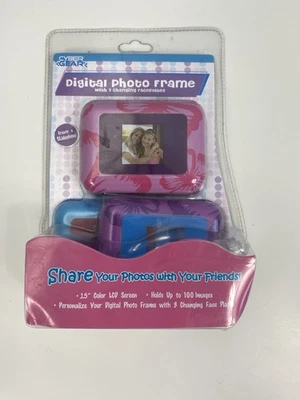 CYBER
GEAR
Digital Photo Frame
with 3 Changing Faceplates
Share Your Photos with Your Friends!
• 1.5" Color LCD Screen • Holds Up to 100 Images
• Personalize Your Digital Photo Frame with 3 Changing Face Plates